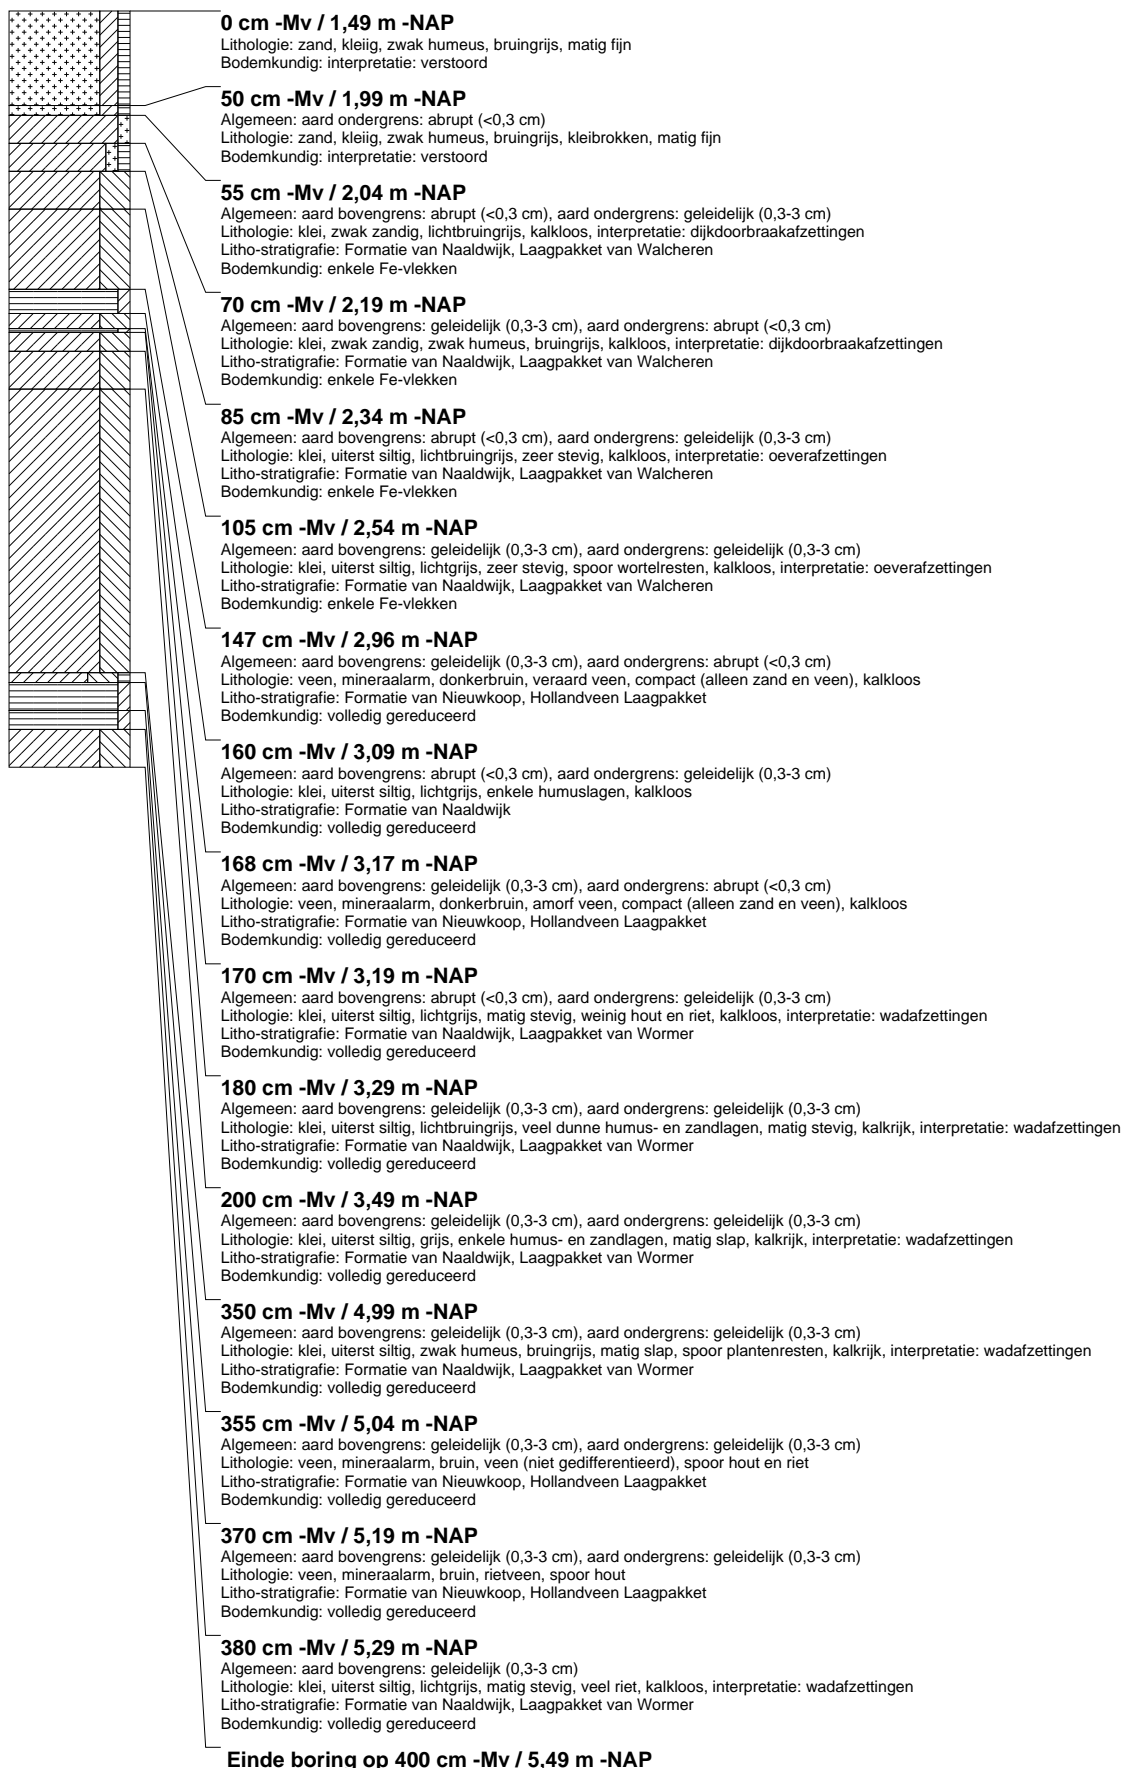 0 cm -Mv / 1,49 m -NAP
Lithologie: zand, kleiig, zwak humeus, bruingrijs, matig fijn
Bodemkundig: interpretatie: verstoord
50 cm -Mv / 1,99 m -NAP
Algemeen: aard ondergrens: abrupt (<0,3 cm)
Lithologie: zand, kleiig, zwak humeus, bruingrijs, kleibrokken, matig fijn
Bodemkundig: interpretatie: verstoord
55 cm -Mv / 2,04 m -NAP
Algemeen: aard bovengrens: abrupt (<0,3 cm), aard ondergrens: geleidelijk (0,3-3 cm)
Lithologie: klei, zwak zandig, lichtbruingrijs, kalkloos, interpretatie: dijkdoorbraakafzettingen
Litho-stratigrafie: Formatie van Naaldwijk, Laagpakket van Walcheren
Bodemkundig: enkele Fe-vlekken
70 cm -Mv / 2,19 m -NAP
Algemeen: aard bovengrens: geleidelijk (0,3-3 cm), aard ondergrens: abrupt (<0,3 cm)
Lithologie: klei, zwak zandig, zwak humeus, bruingrijs, kalkloos, interpretatie: dijkdoorbraakafzettingen
Litho-stratigrafie: Formatie van Naaldwijk, Laagpakket van Walcheren
Bodemkundig: enkele Fe-vlekken
85 cm -Mv / 2,34 m -NAP
Algemeen: aard bovengrens: abrupt (<0,3 cm), aard ondergrens: geleidelijk (0,3-3 cm)
Lithologie: klei, uiterst siltig, lichtbruingrijs, zeer stevig, kalkloos, interpretatie: oeverafzettingen
Litho-stratigrafie: Formatie van Naaldwijk, Laagpakket van Walcheren
Bodemkundig: enkele Fe-vlekken
105 cm -Mv / 2,54 m -NAP
Algemeen: aard bovengrens: geleidelijk (0,3-3 cm), aard ondergrens: geleidelijk (0,3-3 cm)
Lithologie: klei, uiterst siltig, lichtgrijs, zeer stevig, spoor wortelresten, kalkloos, interpretatie: oeverafzettingen
Litho-stratigrafie: Formatie van Naaldwijk, Laagpakket van Walcheren
Bodemkundig: enkele Fe-vlekken
147 cm -Mv / 2,96 m -NAP
Algemeen: aard bovengrens: geleidelijk (0,3-3 cm), aard ondergrens: abrupt (<0,3 cm)
Lithologie: veen, mineraalarm, donkerbruin, veraard veen, compact (alleen zand en veen), kalkloos
Litho-stratigrafie: Formatie van Nieuwkoop, Hollandveen Laagpakket
Bodemkundig: volledig gereduceerd
160 cm -Mv / 3,09 m -NAP
Algemeen: aard bovengrens: abrupt (<0,3 cm), aard ondergrens: geleidelijk (0,3-3 cm)
Lithologie: klei, uiterst siltig, lichtgrijs, enkele humuslagen, kalkloos
Litho-stratigrafie: Formatie van Naaldwijk
Bodemkundig: volledig gereduceerd
168 cm -Mv / 3,17 m -NAP
Algemeen: aard bovengrens: geleidelijk (0,3-3 cm), aard ondergrens: abrupt (<0,3 cm)
Lithologie: veen, mineraalarm, donkerbruin, amorf veen, compact (alleen zand en veen), kalkloos
Litho-stratigrafie: Formatie van Nieuwkoop, Hollandveen Laagpakket
Bodemkundig: volledig gereduceerd
170 cm -Mv / 3,19 m -NAP
Algemeen: aard bovengrens: abrupt (<0,3 cm), aard ondergrens: geleidelijk (0,3-3 cm)
Lithologie: klei, uiterst siltig, lichtgrijs, matig stevig, weinig hout en riet, kalkloos, interpretatie: wadafzettingen
Litho-stratigrafie: Formatie van Naaldwijk, Laagpakket van Wormer
Bodemkundig: volledig gereduceerd
180 cm -Mv / 3,29 m -NAP
Algemeen: aard bovengrens: geleidelijk (0,3-3 cm), aard ondergrens: geleidelijk (0,3-3 cm)
Lithologie: klei, uiterst siltig, lichtbruingrijs, veel dunne humus- en zandlagen, matig stevig, kalkrijk, interpretatie: wadafzettingen
Litho-stratigrafie: Formatie van Naaldwijk, Laagpakket van Wormer
Bodemkundig: volledig gereduceerd
200 cm -Mv / 3,49 m -NAP
Algemeen: aard bovengrens: geleidelijk (0,3-3 cm), aard ondergrens: geleidelijk (0,3-3 cm)
Lithologie: klei, uiterst siltig, grijs, enkele humus- en zandlagen, matig slap, kalkrijk, interpretatie: wadafzettingen
Litho-stratigrafie: Formatie van Naaldwijk, Laagpakket van Wormer
Bodemkundig: volledig gereduceerd
350 cm -Mv / 4,99 m -NAP
Algemeen: aard bovengrens: geleidelijk (0,3-3 cm), aard ondergrens: geleidelijk (0,3-3 cm)
Lithologie: klei, uiterst siltig, zwak humeus, bruingrijs, matig slap, spoor plantenresten, kalkrijk, interpretatie: wadafzettingen
Litho-stratigrafie: Formatie van Naaldwijk, Laagpakket van Wormer
Bodemkundig: volledig gereduceerd
355 cm -Mv / 5,04 m -NAP
Algemeen: aard bovengrens: geleidelijk (0,3-3 cm), aard ondergrens: geleidelijk (0,3-3 cm)
Lithologie: veen, mineraalarm, bruin, veen (niet gedifferentieerd), spoor hout en riet
Litho-stratigrafie: Formatie van Nieuwkoop, Hollandveen Laagpakket
Bodemkundig: volledig gereduceerd
370 cm -Mv / 5,19 m -NAP
Algemeen: aard bovengrens: geleidelijk (0,3-3 cm), aard ondergrens: geleidelijk (0,3-3 cm)
Lithologie: veen, mineraalarm, bruin, rietveen, spoor hout
Litho-stratigrafie: Formatie van Nieuwkoop, Hollandveen Laagpakket
Bodemkundig: volledig gereduceerd
380 cm -Mv / 5,29 m -NAP
Algemeen: aard bovengrens: geleidelijk (0,3-3 cm)
Lithologie: klei, uiterst siltig, lichtgrijs, matig stevig, veel riet, kalkloos, interpretatie: wadafzettingen
Litho-stratigrafie: Formatie van Naaldwijk, Laagpakket van Wormer
Bodemkundig: volledig gereduceerd
Einde boring op 400 cm -Mv / 5,49 m -NAP